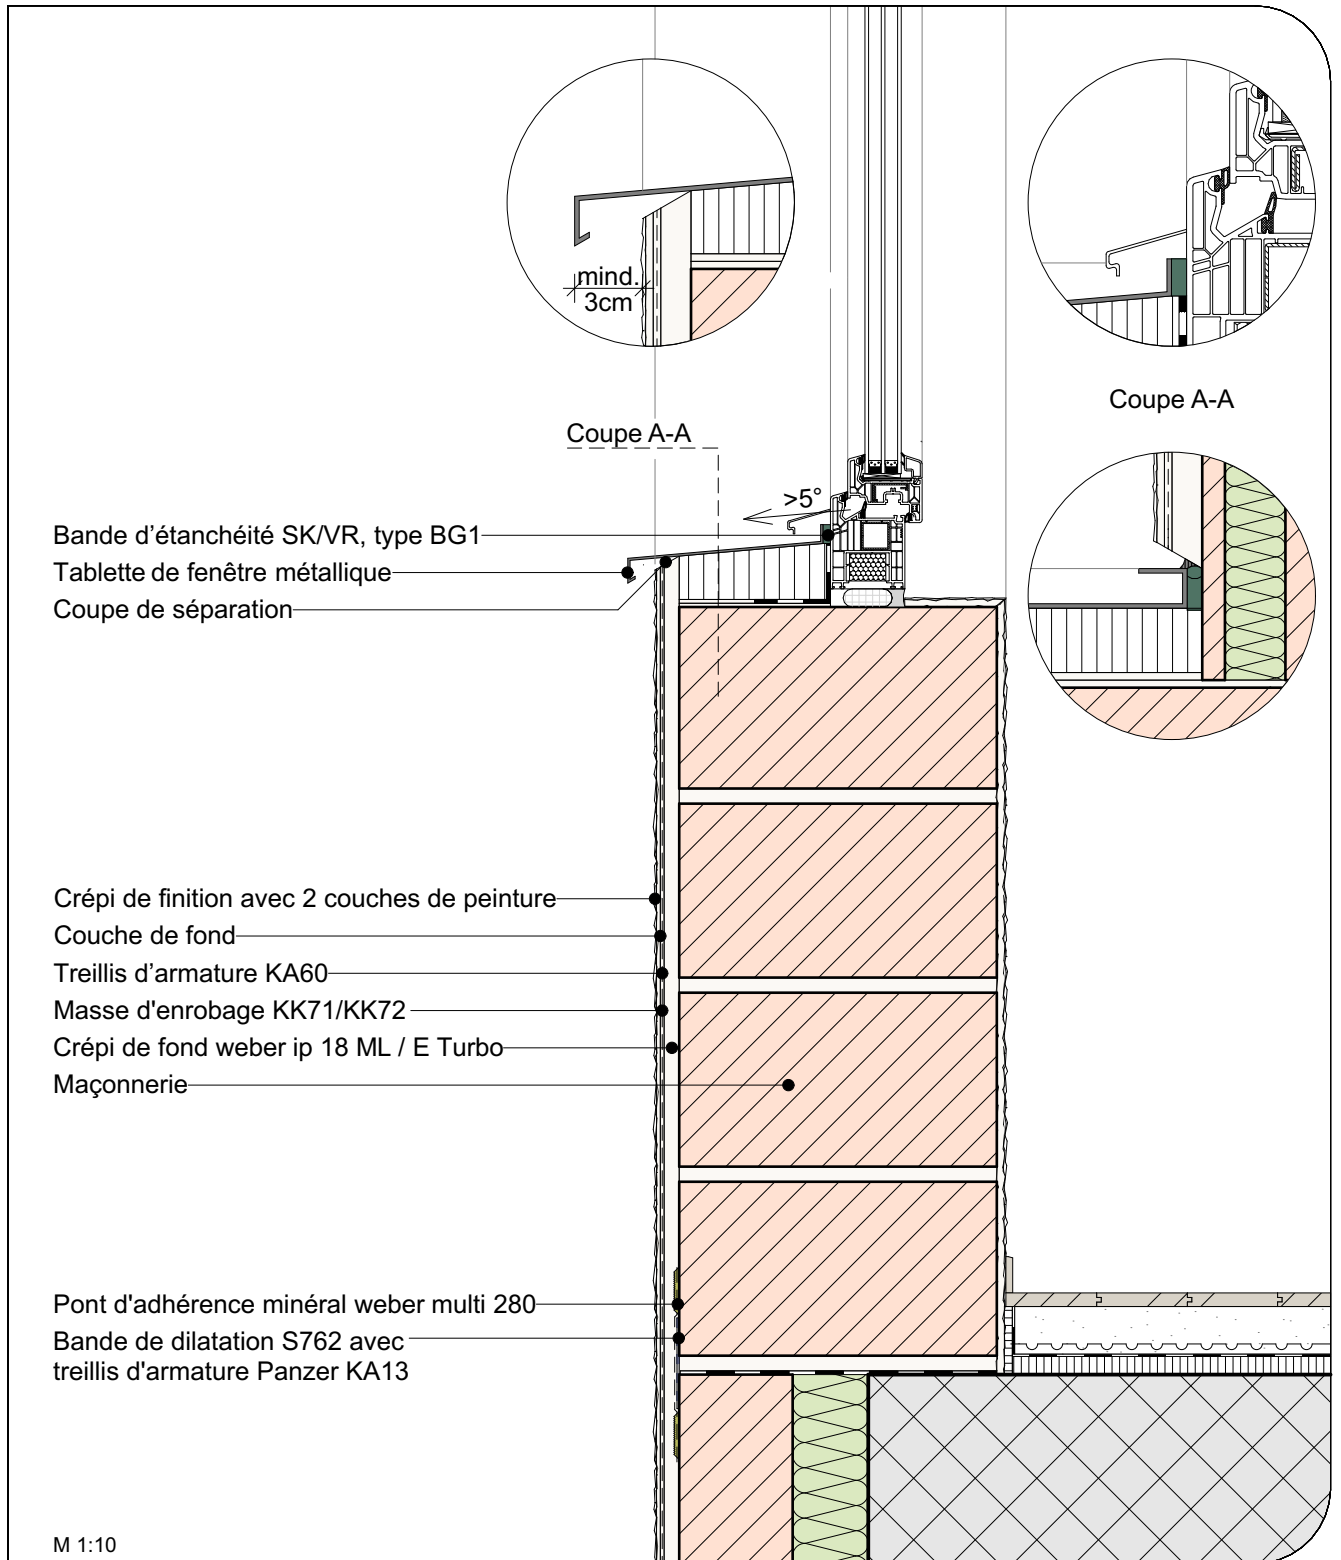 mind.
3cm
Coupe A-A
Coupe A-A
>5°
Bande d’étanchéité SK/VR, type BG1
Tablette de fenêtre métallique
Coupe de séparation
Crépi de finition avec 2 couches de peinture
Couche de fond
Treillis d’armature KA60
Masse d'enrobage KK71/KK72
Crépi de fond weber ip 18 ML / E Turbo
Maçonnerie
Pont d'adhérence minéral weber multi 280
Bande de dilatation S762 avec
treillis d'armature Panzer KA13
M 1:10